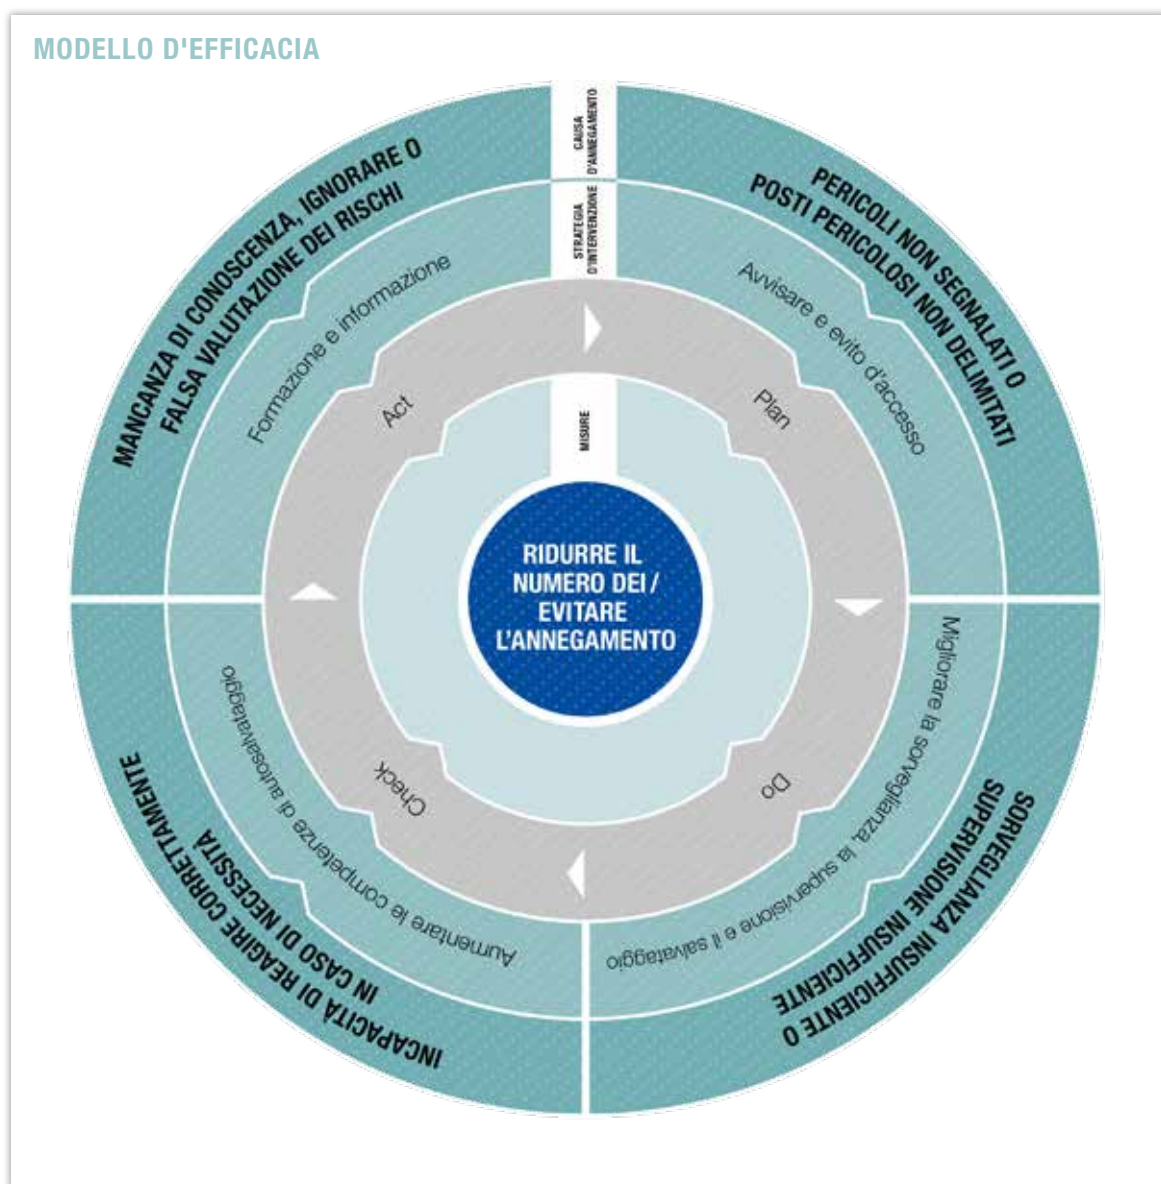 MODELLO D'EFFICACIA
CAUSA
D'ANNEGAMENTO
STRATEGIA
D'INTERVENZIONE
MISURE
MANCANZA DI CONOSCENZA, IGNORARE O
FALSA VALUTAZIONE DEI RISCHI
Formazione e informazione
Act
PERICOLI NON SEGNALATI O
POSTI PERICOLOSI NON DELIMITATI
Avvisare e evito d'accesso
Plan
RIDURRE IL
NUMERO DEI /
EVITARE
L'ANNEGAMENTO
Migliorare la sorveglianza, la supervisione e il salvataggio
SORVEGLIANZA INSUFFICIENTE O
SUPERVISIONE INSUFFICIENTE
Do
Check
Aumentare le competenze di autosalvataggio
INCAPACITÀ DI REAGIRE CORRETTAMENTE
IN CASO DI NECESSITÀ